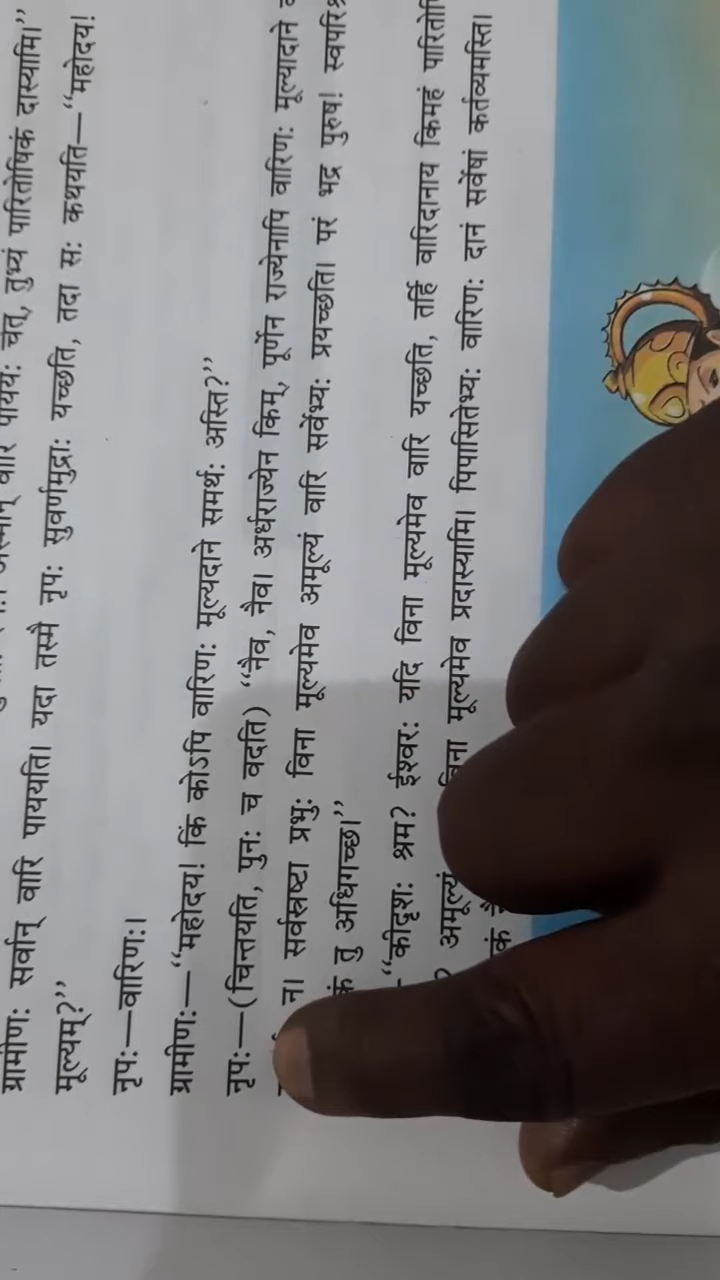 वारि पाययः चेत्, तुभ्यं पारितोषिकं दास्यामि।”
ग्रामीणः सर्वान् वारि पाययति। यदा तस्मै नृपः सुवर्णमुद्राः यच्छति, तदा सः कथयति—“महोदय!
मूल्यम्?”
नृपः—वारिणः।
ग्रामीणः—“महोदय! किं कोऽपि वारिणः मूल्यदाने समर्थः अस्ति?”
नृपः—(चिन्तयति, पुनः च वदति) “नैव, नैव। अर्धराज्येन किम्, पूर्णेन राज्येनापि वारिणः मूल्यादाने
न। सर्वस्रष्टा प्रभुः विना मूल्यमेव अमूल्यं वारि सर्वेभ्यः प्रयच्छति। परं भद्र पुरुष!
तु अधिगच्छ।”
“कीदृशः श्रम? ईश्वरः यदि विना मूल्यमेव वारि यच्छति, तर्हि वारिदानाय किमहं
अमूल्यं विना मूल्यमेव प्रदास्यामि। पिपासितेभ्यः वारिणः दानं सर्वेषां कर्तव्यमस्ति।